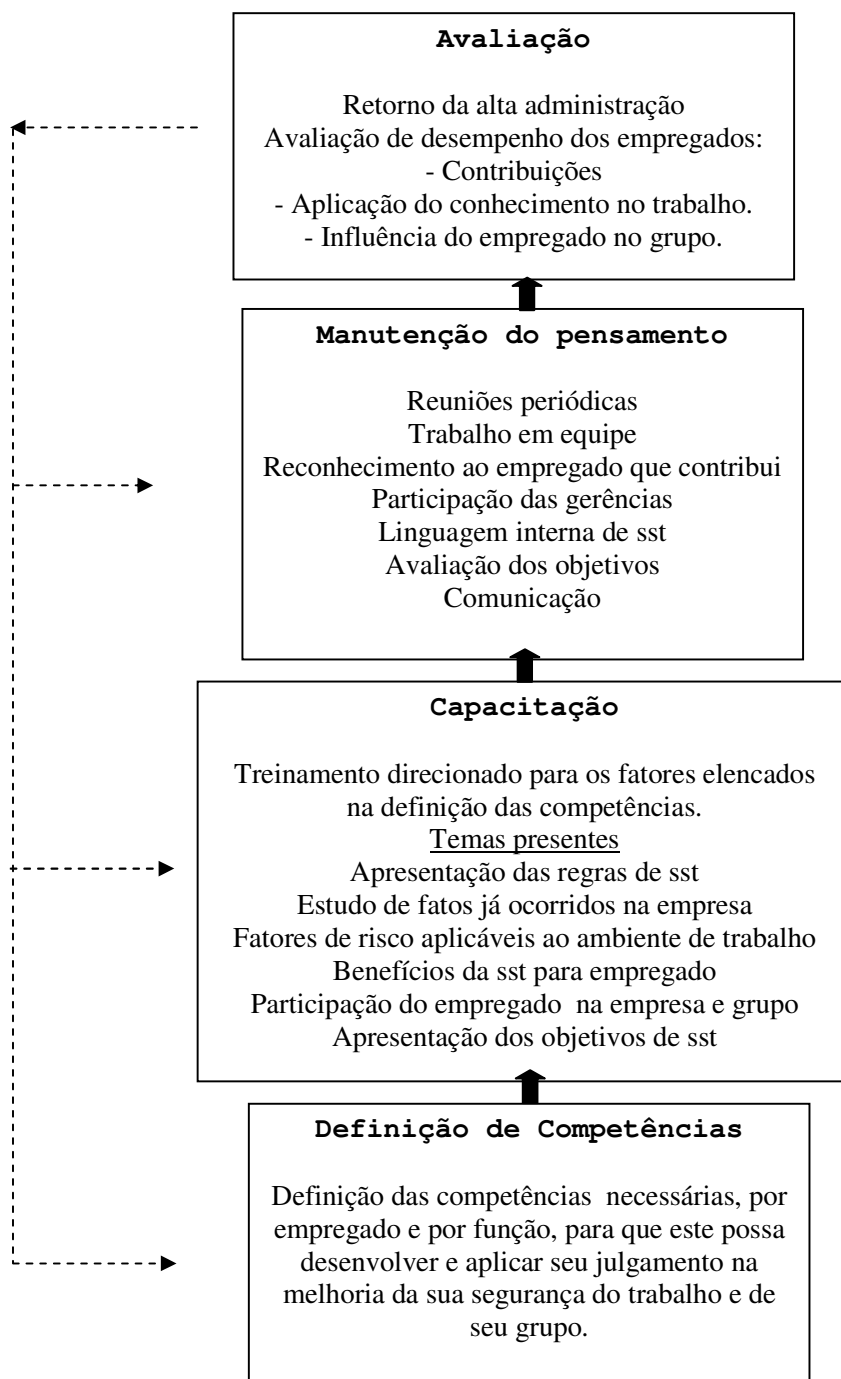 Avaliação
Retorno da alta administração
Avaliação de desempenho dos empregados:
- Contribuições
- Aplicação do conhecimento no trabalho.
- Influência do empregado no grupo.
Manutenção do pensamento
Reuniões periódicas
Trabalho em equipe
Reconhecimento ao empregado que contribui
Participação das gerências
Linguagem interna de sst
Avaliação dos objetivos
Comunicação
Capacitação
Treinamento direcionado para os fatores elencados
na definição das competências.
Temas presentes
Apresentação das regras de sst
Estudo de fatos já ocorridos na empresa
Fatores de risco aplicáveis ao ambiente de trabalho
Benefícios da sst para empregado
Participação do empregado na empresa e grupo
Apresentação dos objetivos de sst
Definição de Competências
Definição das competências necessárias, por
empregado e por função, para que este possa
desenvolver e aplicar seu julgamento na
melhoria da sua segurança do trabalho e de
seu grupo.